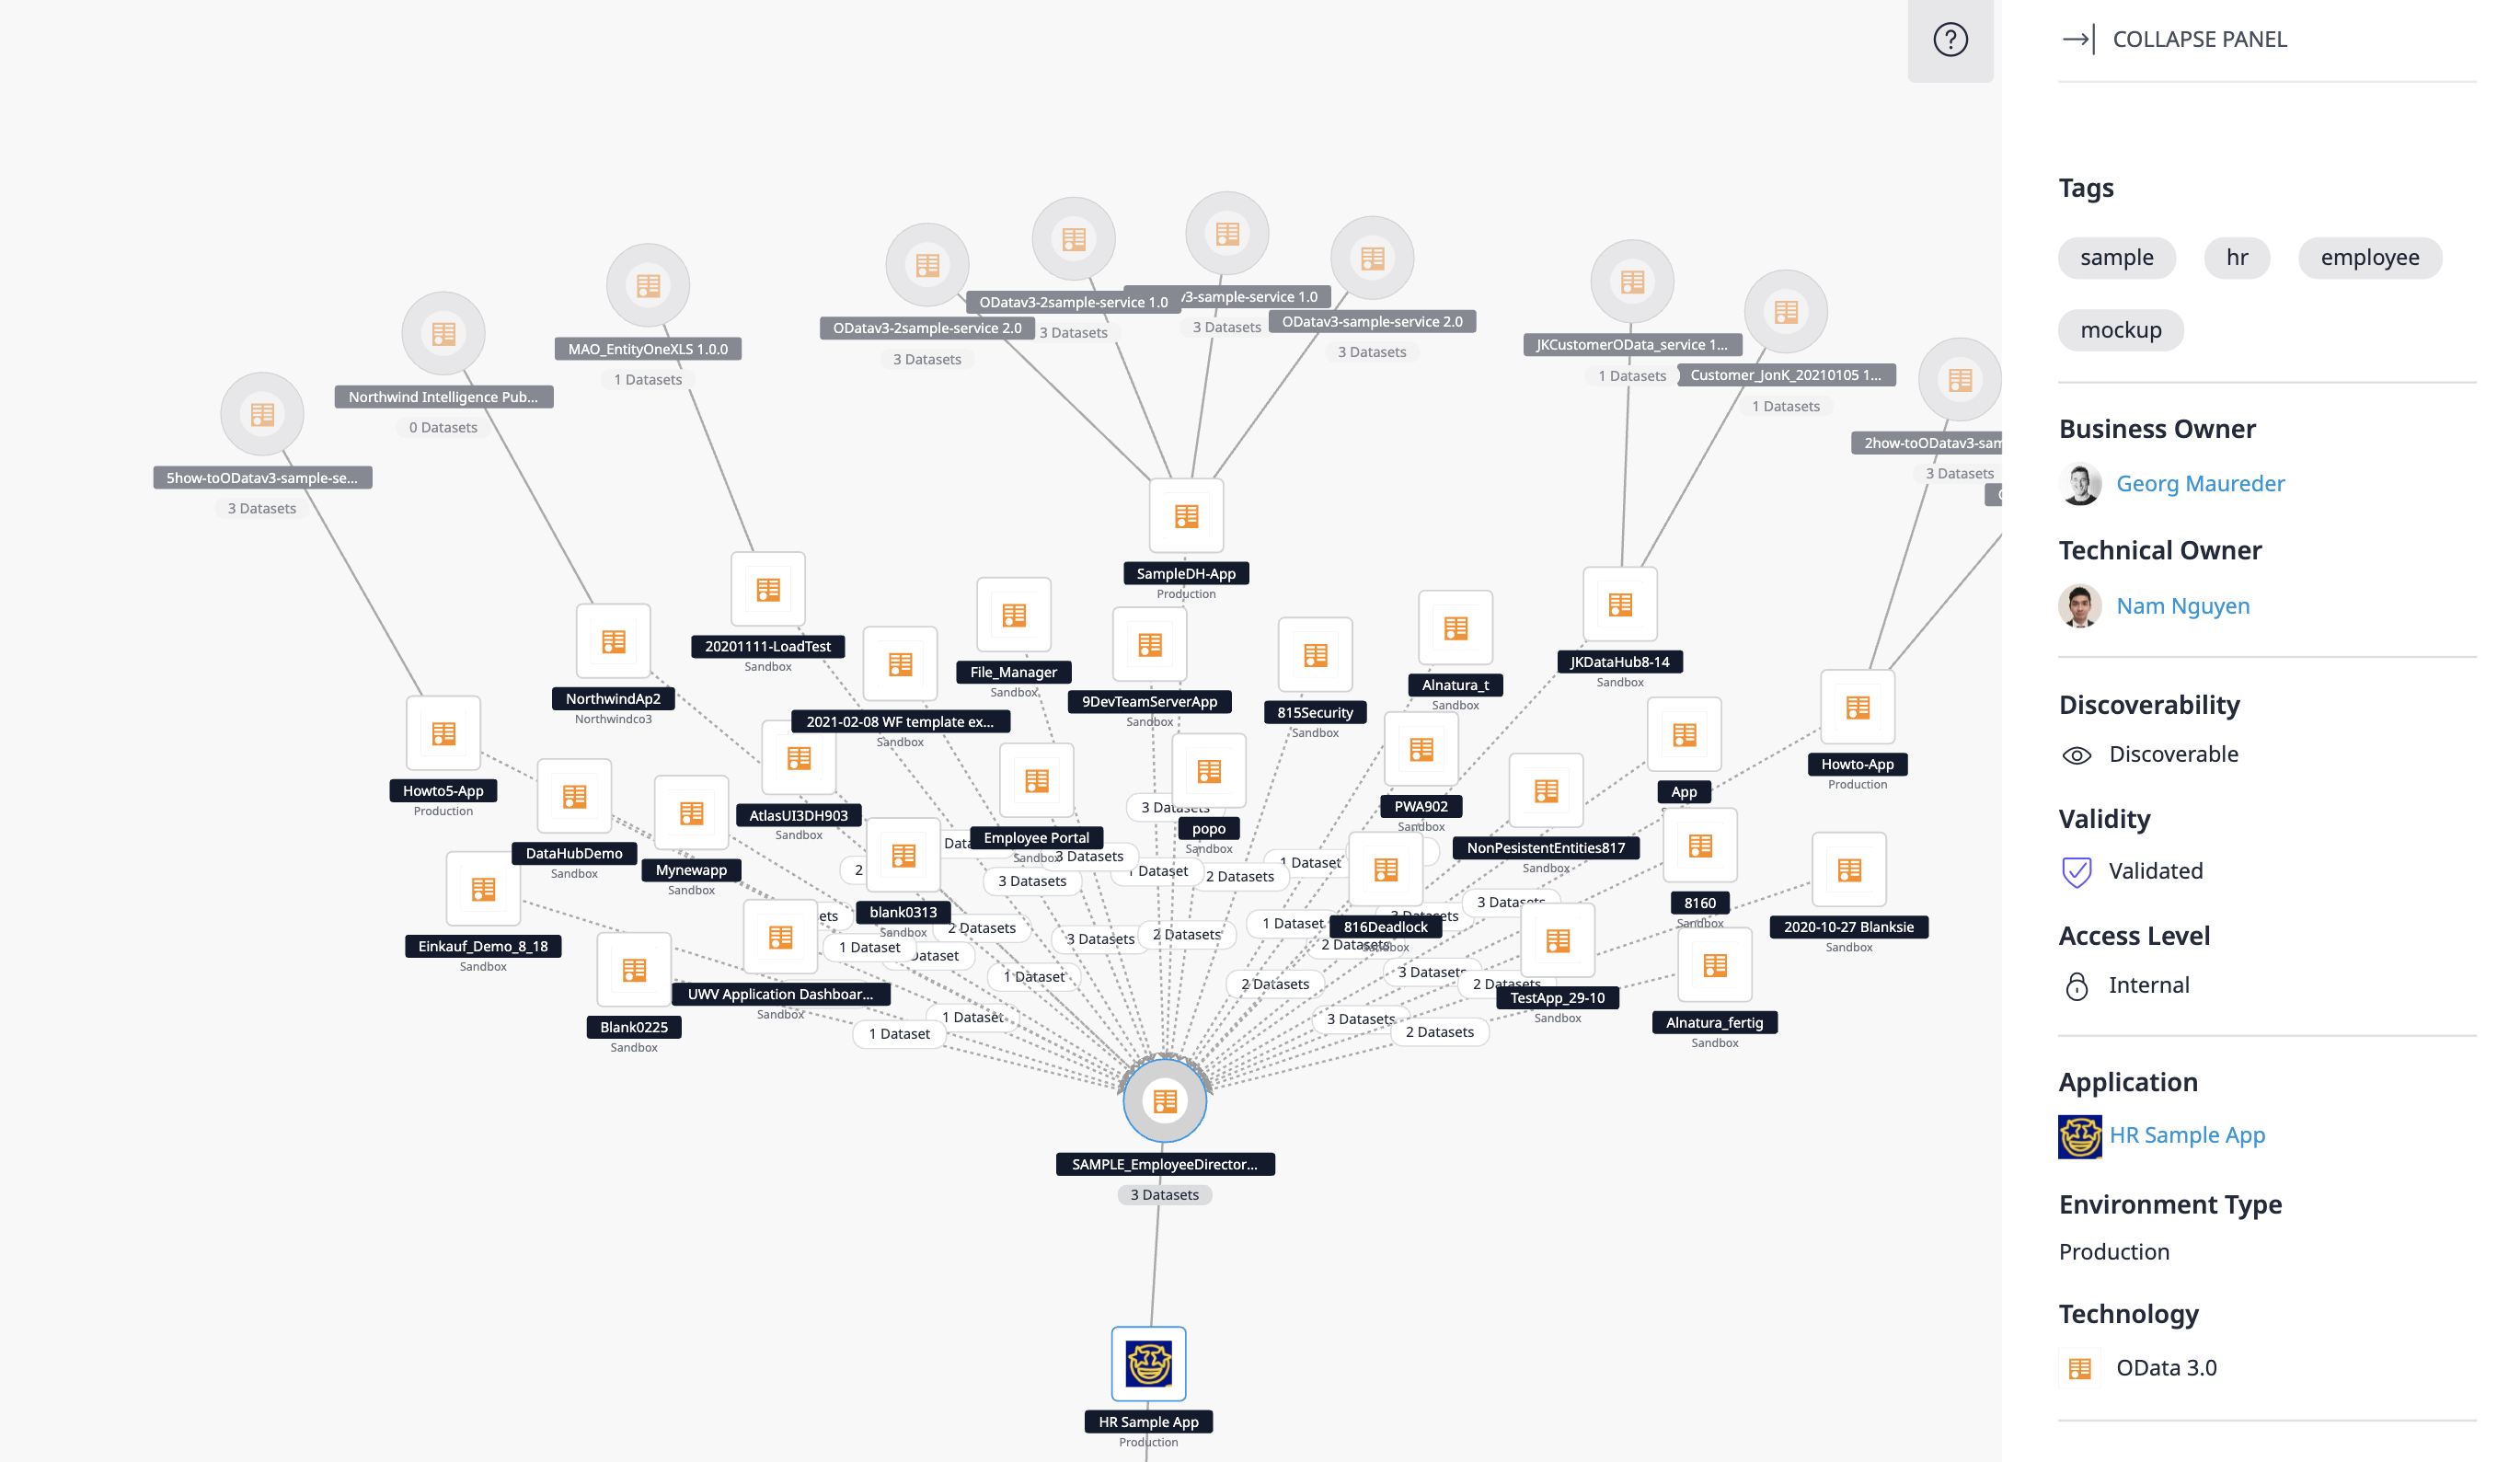 COLLAPSE PANEL
Tags
sample
hr
employee
mockup
Business Owner
Georg Maureder
Technical Owner
Nam Nguyen
Discoverability
Discoverable
Validity
Validated
Access Level
Internal
Application
HR Sample App
Environment Type
Production
Technology
OData 3.0
ODatav3-2sample-service 1.0
v3-sample-service 1.0
ODatav3-2sample-service 2.0
3 Datasets
3 Datasets
ODatav3-sample-service 2.0
3 Datasets
3 Datasets
MAO_EntityOneXLS 1.0.0
1 Datasets
JKCustomerOData_service 1...
1 Datasets
Customer_JonK_20210105 1...
1 Datasets
Northwind Intelligence Pub...
0 Datasets
2how-toODatav3-sam
3 Datasets
5how-toODatav3-sample-se...
3 Datasets
SampleDH-App
Production
20201111-LoadTest
Sandbox
File_Manager
Sandbox
9DevTeamServerApp
Sandbox
815Security
Sandbox
Alnatura_t
Sandbox
JKDataHub8-14
Sandbox
NorthwindAp2
Northwindco3
2021-02-08 WF template ex...
Sandbox
Howto-App
Production
Howto5-App
Production
App
AtlasUI3DH903
Sandbox
PWA902
Sandbox
3 Datasets
popo
Sandbox
Employee Portal
Sandbox
NonPesistentEntities817
Sandbox
DataHubDemo
Sandbox
Mynewapp
Sandbox
3 Datasets
3 Datasets
1 Dataset
2 Datasets
1 Dataset
2
8160
Sandbox
blank0313
Sandbox
816Deadlock
Sandbox
3 Datasets
3 Datasets
2020-10-27 Blanksie
Sandbox
Einkauf_Demo_8_18
Sandbox
1 Dataset
2 Datasets
Dataset
3 Datasets
2 Datasets
1 Dataset
2 Datasets
1 Dataset
2 Datasets
3 Datasets
2 Datasets
UWV Application Dashboar...
Sandbox
TestApp_29-10
Sandbox
Blank0225
Sandbox
Alnatura_fertig
Sandbox
1 Dataset
1 Dataset
3 Datasets
2 Datasets
SAMPLE_EmployeeDirector...
3 Datasets
HR Sample App
Production